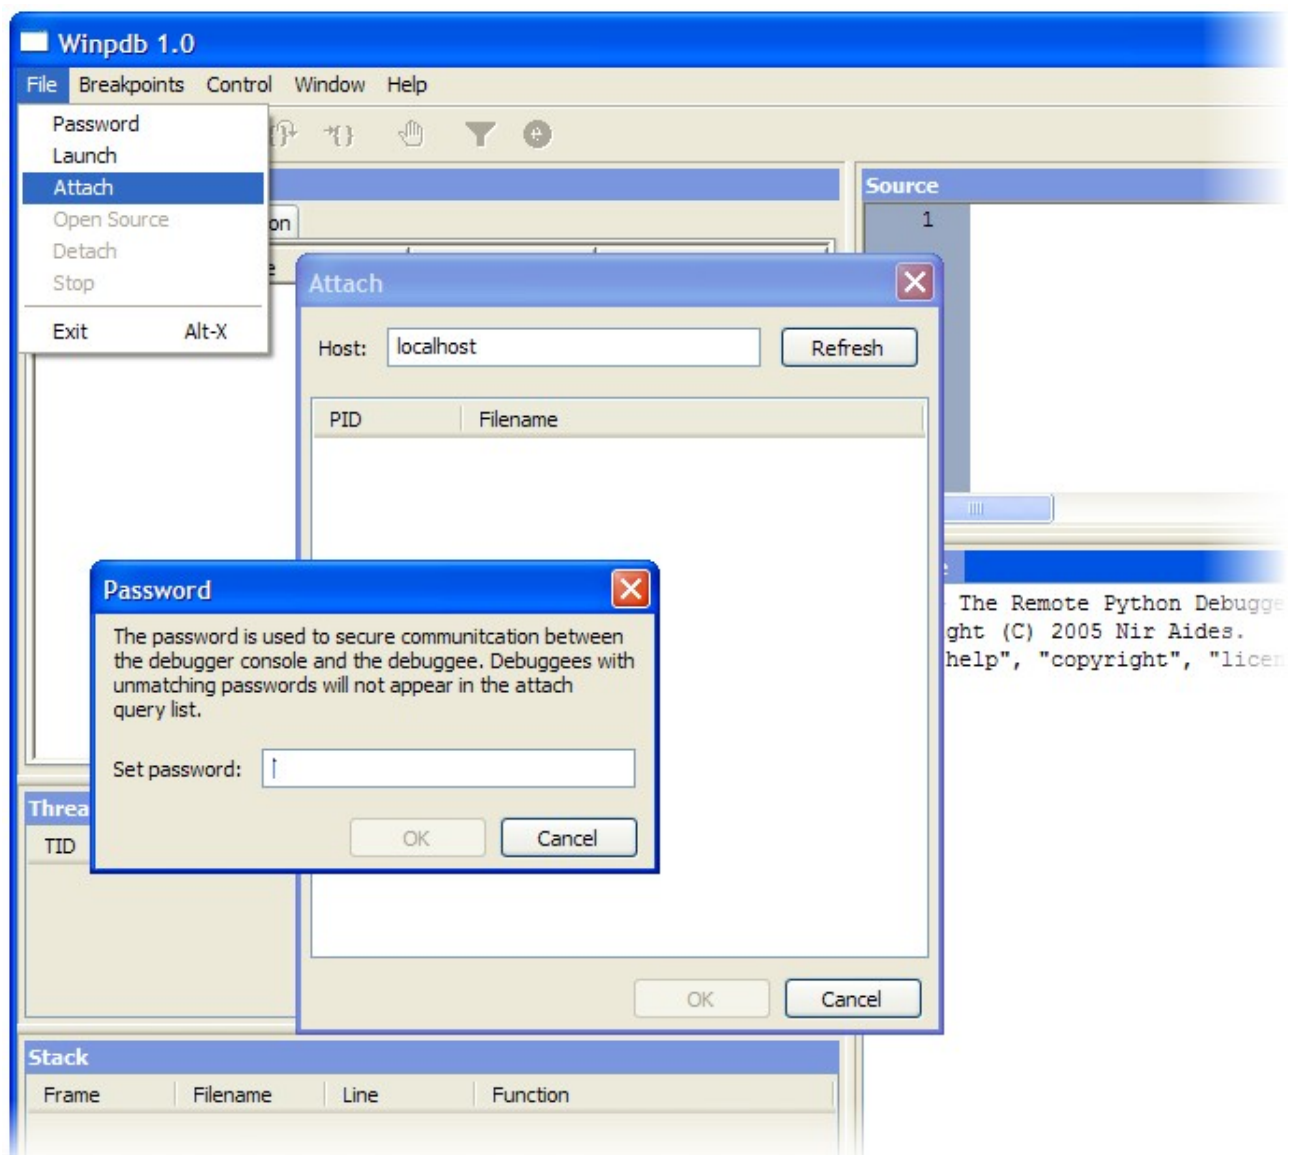 Winpdb 1.0
File Breakpoints Control Window Help
Password
Launch
Attach
Open Source
Detach
Stop
Exit Alt-X
on
e
Source
1
Attach
Host: localhost Refresh
PID Filename
Password
The password is used to secure communitcation between
the debugger console and the debuggee. Debuggees with
unmatching passwords will not appear in the attach
query list.
Set password:
OK Cancel
The Remote Python Debugge
ght (C) 2005 Nir Aides.
help", "copyright", "licen
Threa
TID
OK Cancel
Stack
Frame Filename Line Function